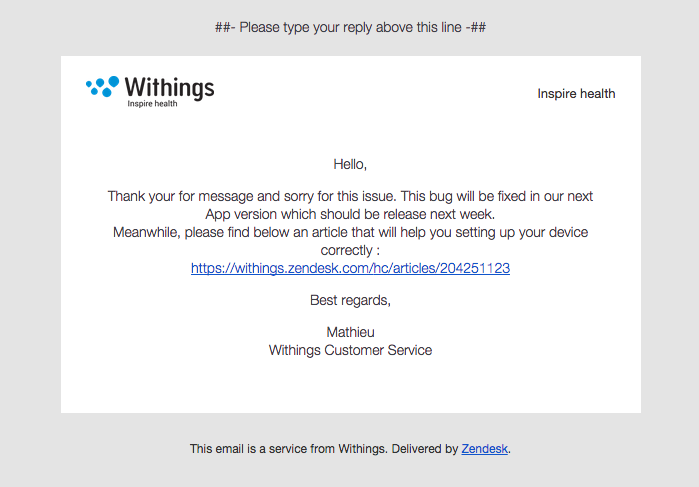 ##- Please type your reply above this line -##
Withings
Inspire health
Inspire health
Hello,
Thank your for message and sorry for this issue. This bug will be fixed in our next
App version which should be release next week.
Meanwhile, please find below an article that will help you setting up your device
correctly :
https://withings.zendesk.com/hc/articles/204251123
Best regards,
Mathieu
Withings Customer Service
This email is a service from Withings. Delivered by Zendesk.